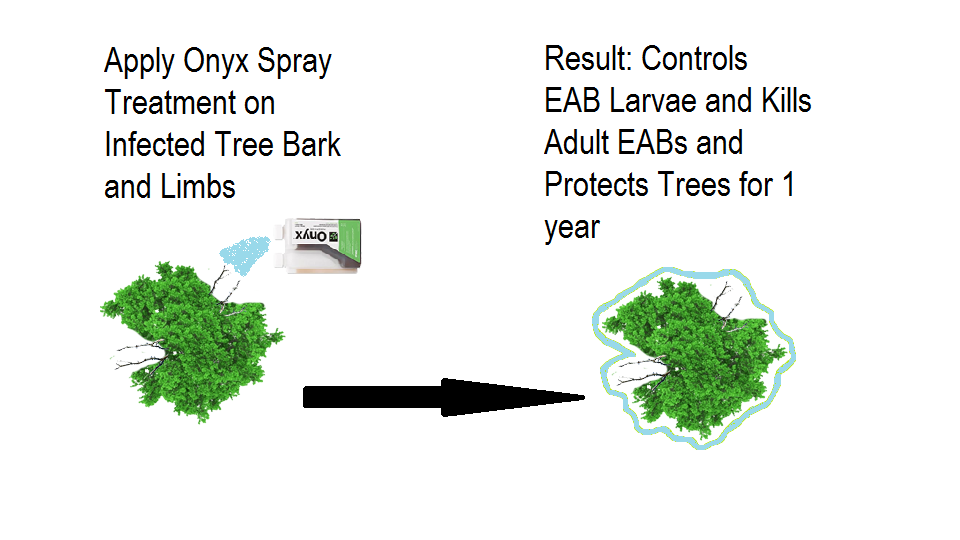 Apply Onyx Spray
Treatment on
Infected Tree Bark
and Limbs
Result: Controls
EAB Larvae and Kills
Adult EABs and
Protects Trees for 1
year
Onyx